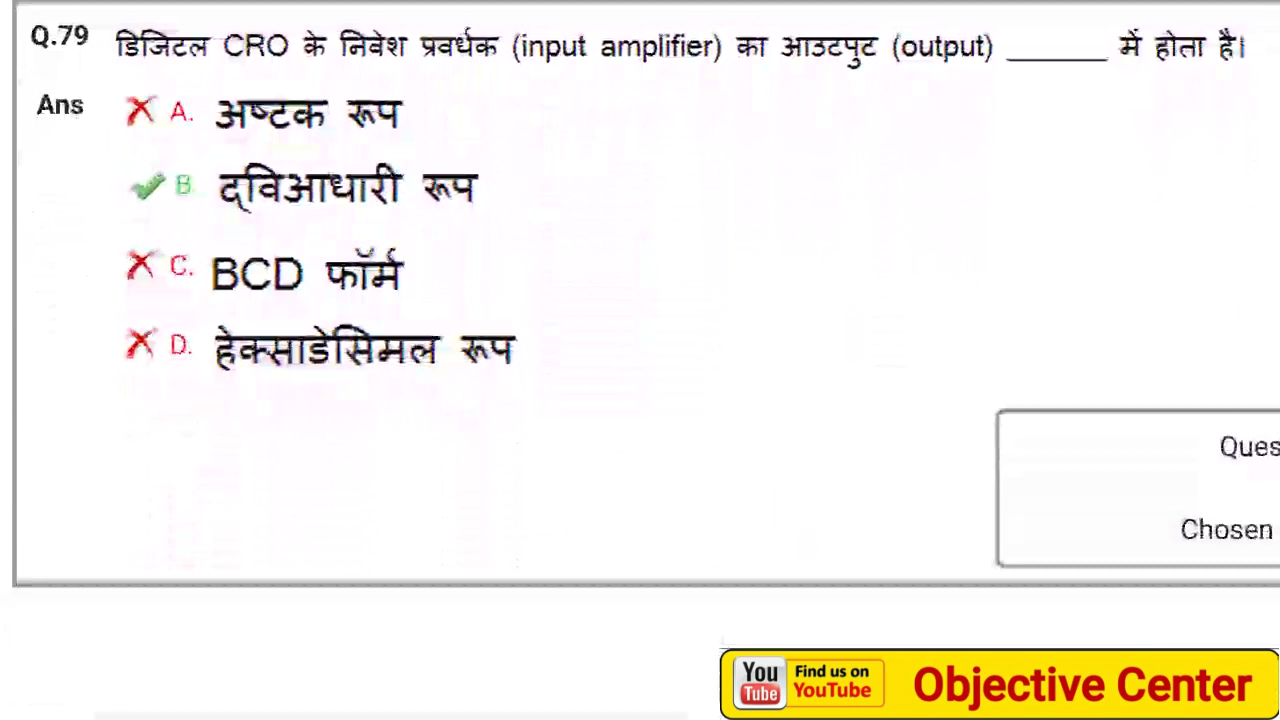 Q.79 डिजिटल CRO के निवेश प्रवर्धक (input amplifier) का आउटपुट (output) ______ में होता है।
Ans A. अष्टक रूप
B. द्विआधारी रूप
C. BCD फॉर्म
D. हेक्साडेसिमल रूप
Ques
Chosen
You Tube Find us on YouTube Objective Center